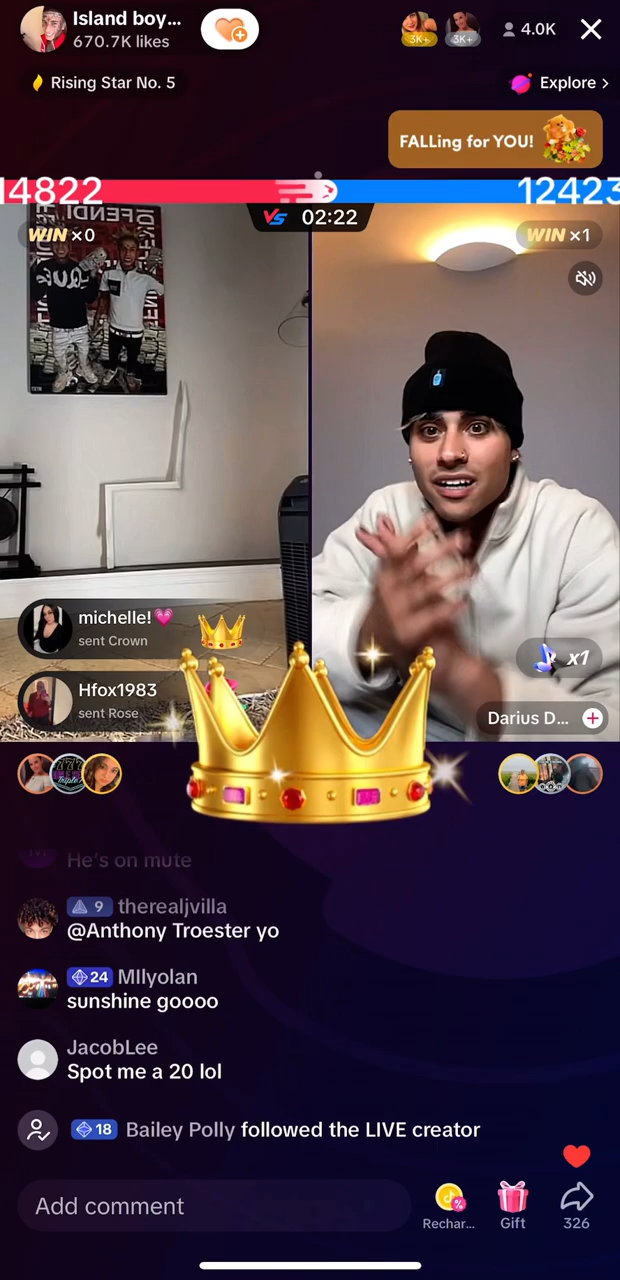 Island boy...
670.7K likes
3K+
3K+
4.0K
Rising Star No. 5
Explore >
FALLing for YOU!
14822
12423
VS 02:22
WIN ×0
WIN ×1
FENDI
michelle!💗
sent Crown
Hfox1983
sent Rose
x1
Darius D...
777
He's on mute
9 therealjvilla
@Anthony Troester yo
24 Mllyolan
sunshine goooo
JacobLee
Spot me a 20 lol
18 Bailey Polly followed the LIVE creator
Add comment
Rechar...
Gift
326